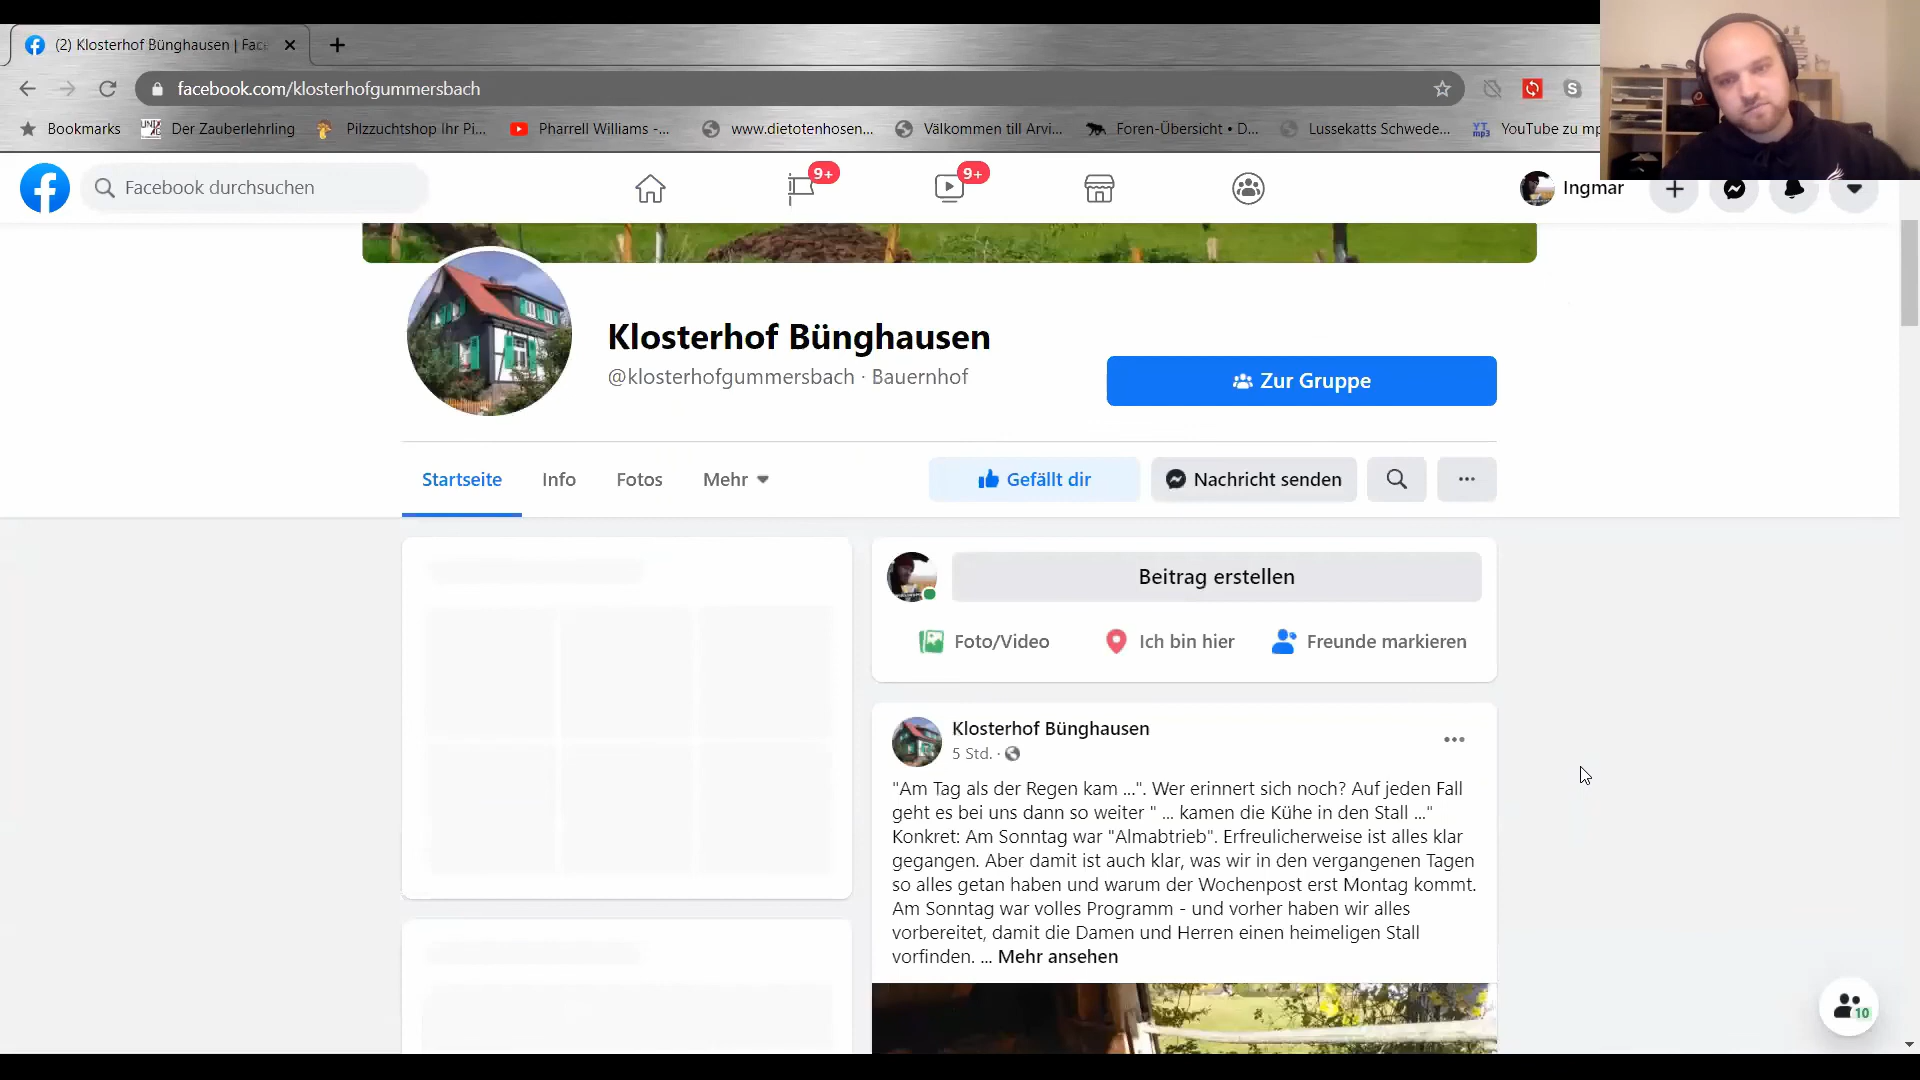 (2) Klosterhof Bünghausen | Face
facebook.com/klosterhofgummersbach
Bookmarks
Der Zauberlehrling
Pilzzuchtshop Ihr Pi...
Pharrell Williams -...
www.dietotenhosen...
Välkommen till Arvi...
Foren-Übersicht • D...
Lussekatts Schwede...
YouTube zu mp
Facebook durchsuchen
9+
9+
Ingmar
Klosterhof Bünghausen
@klosterhofgummersbach · Bauernhof
Zur Gruppe
Startseite
Info
Fotos
Mehr
Gefällt dir
Nachricht senden
Beitrag erstellen
Foto/Video
Ich bin hier
Freunde markieren
Klosterhof Bünghausen
5 Std. ·
"Am Tag als der Regen kam ...". Wer erinnert sich noch? Auf jeden Fall
geht es bei uns dann so weiter " ... kamen die Kühe in den Stall ..."
Konkret: Am Sonntag war "Almabtrieb". Erfreulicherweise ist alles klar
gegangen. Aber damit ist auch klar, was wir in den vergangenen Tagen
so alles getan haben und warum der Wochenpost erst Montag kommt.
Am Sonntag war volles Programm - und vorher haben wir alles
vorbereitet, damit die Damen und Herren einen heimeligen Stall
vorfinden. ... Mehr ansehen
10